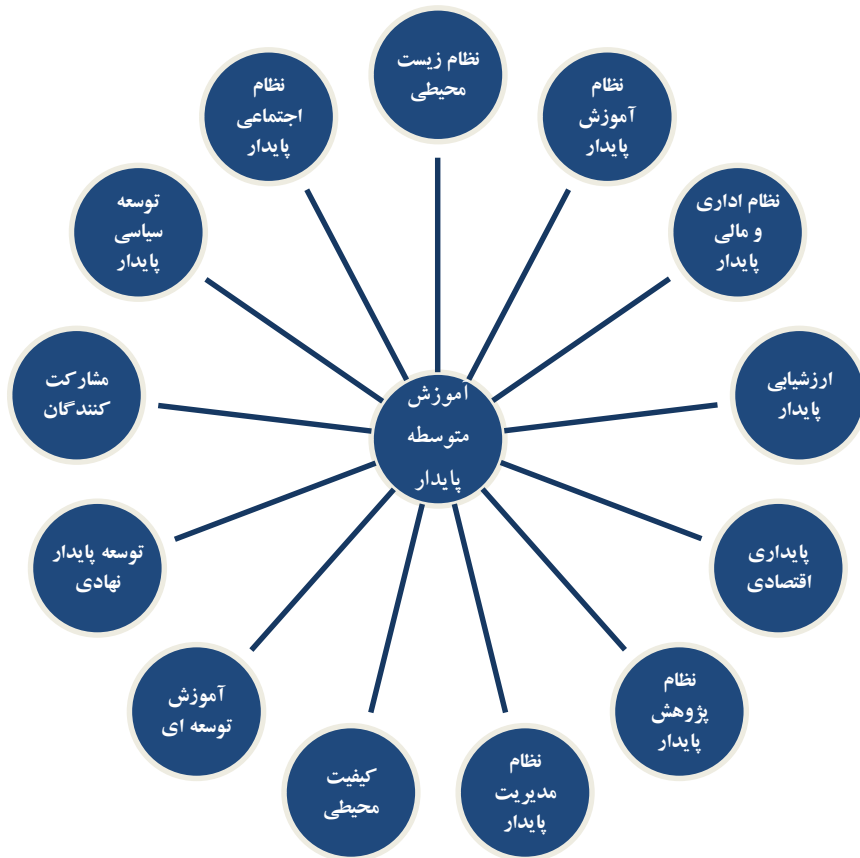 نظام زیست
محیطی
نظام
آموزش
پایدار
نظام اداری
و مالی
پایدار
ارزشیابی
پایدار
پایداری
اقتصادی
نظام
پژوهش
پایدار
نظام
مدیریت
پایدار
کیفیت
محیطی
آموزش
توسعه ای
توسعه پایدار
نهادی
مشارکت
کنندگان
توسعه
سیاسی
پایدار
نظام
اجتماعی
پایدار
آموزش
متوسطه
پایدار